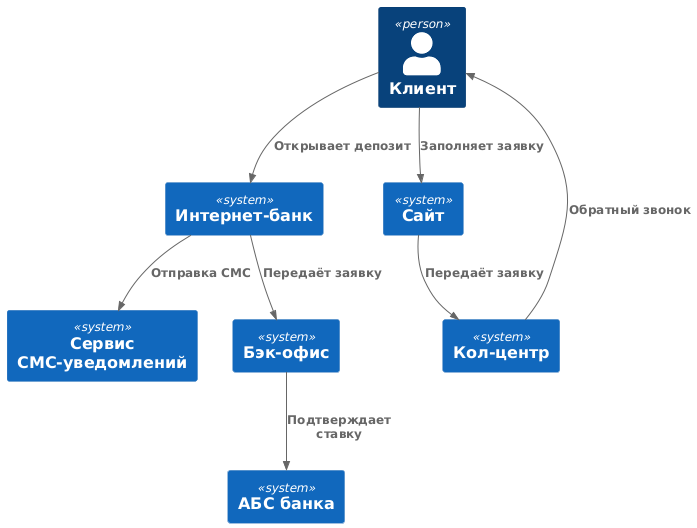 «person»
Клиент
Открывает депозит
Заполняет заявку
«system»
Интернет-банк
«system»
Сайт
Обратный звонок
Отправка СМС
Передаёт заявку
Передаёт заявку
«system»
Сервис
СМС-уведомлений
«system»
Бэк-офис
«system»
Кол-центр
Подтверждает
ставку
«system»
АБС банка